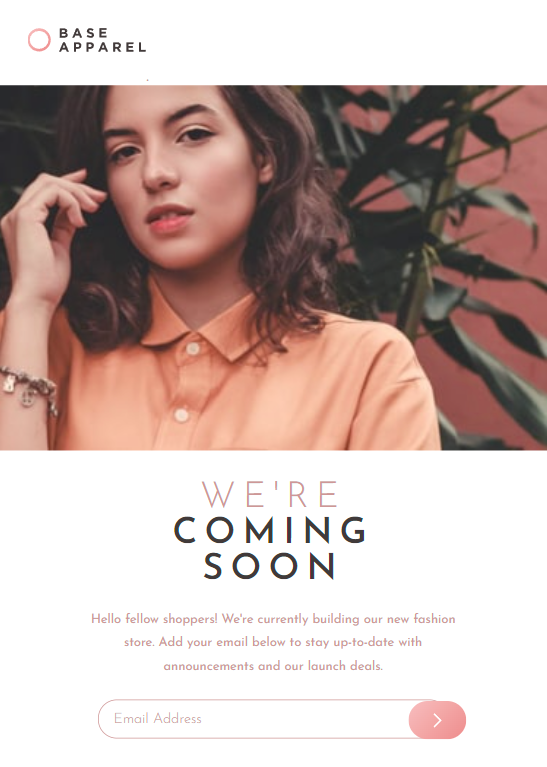 BASE
APPAREL
WE'RE
COMING
SOON
Hello fellow shoppers! We're currently building our new fashion
store. Add your email below to stay up-to-date with
announcements and our launch deals.
Email Address